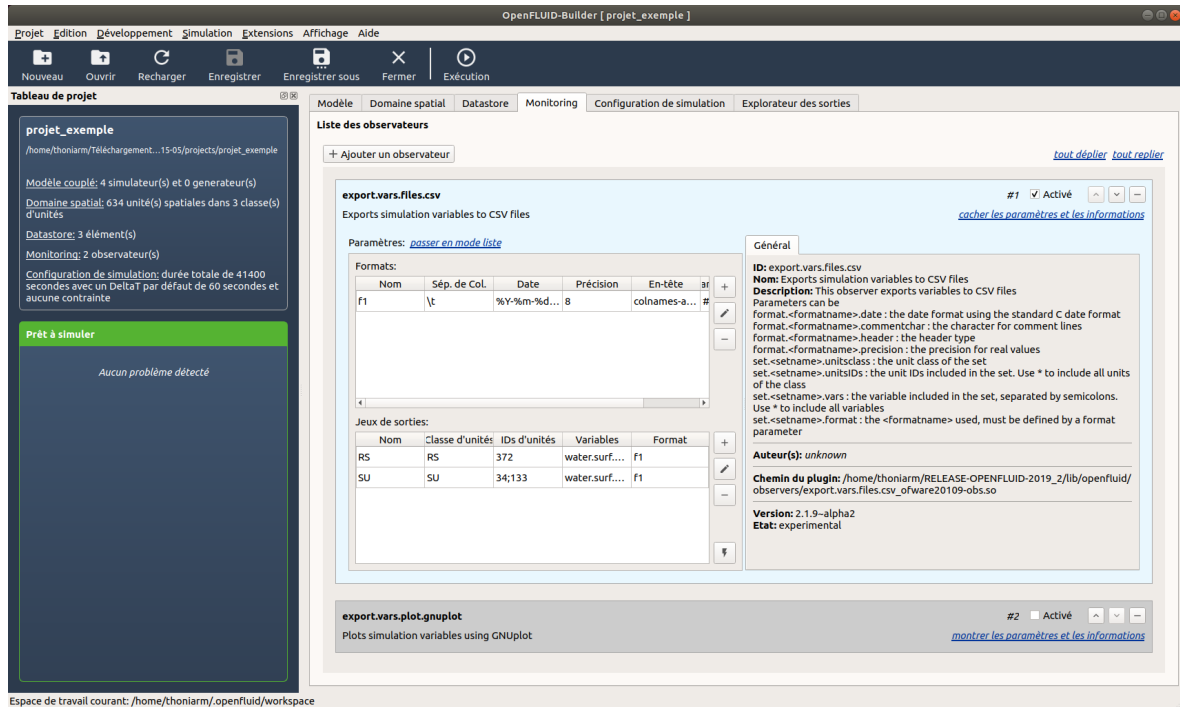 OpenFLUID-Builder [ projet_exemple ]
Projet Edition Développement Simulation Extensions Affichage Aide
Nouveau Ouvrir Recharger Enregistrer Enregistrer sous Fermer Exécution
Tableau de projet
projet_exemple
/home/thoniarm/Téléchargement...15-05/projects/projet_exemple
Modèle couplé: 4 simulateur(s) et 0 generateur(s)
Domaine spatial: 634 unité(s) spatiales dans 3 classe(s)
d'unités
Datastore: 3 élément(s)
Monitoring: 2 observateur(s)
Configuration de simulation: durée totale de 41400
secondes avec un DeltaT par défaut de 60 secondes et
aucune contrainte
Prêt à simuler
Aucun problème détecté
Modèle Domaine spatial Datastore Monitoring Configuration de simulation Explorateur des sorties
Liste des observateurs
+ Ajouter un observateur
tout déplier tout replier
export.vars.files.csv
#1 Activé
Exports simulation variables to CSV files
cacher les paramètres et les informations
Paramètres: passer en mode liste
Formats:
Nom Sép. de Col. Date Précision En-tête ar
f1 \t %Y-%m-%d... 8 colnames-a... #
Jeux de sorties:
Nom Classe d'unités IDs d'unités Variables Format
RS RS 372 water.surf.... f1
SU SU 34;133 water.surf.... f1
Général
ID: export.vars.files.csv
Nom: Exports simulation variables to CSV files
Description: This observer exports variables to CSV files
Parameters can be
format.<formatname>.date : the date format using the standard C date format
format.<formatname>.commentchar : the character for comment lines
format.<formatname>.header : the header type
format.<formatname>.precision : the precision for real values
set.<setname>.unitsclass : the unit class of the set
set.<setname>.unitsIDs : the unit IDs included in the set. Use * to include all units
of the class
set.<setname>.vars : the variable included in the set, separated by semicolons.
Use * to include all variables
set.<setname>.format : the <formatname> used, must be defined by a format
parameter
Auteur(s): unknown
Chemin du plugin: /home/thoniarm/RELEASE-OPENFLUID-2019_2/lib/openfluid/
observers/export.vars.files.csv_ofware20109-obs.so
Version: 2.1.9~alpha2
Etat: experimental
export.vars.plot.gnuplot
#2 Activé
Plots simulation variables using GNUplot
montrer les paramètres et les informations
Espace de travail courant: /home/thoniarm/.openfluid/workspace